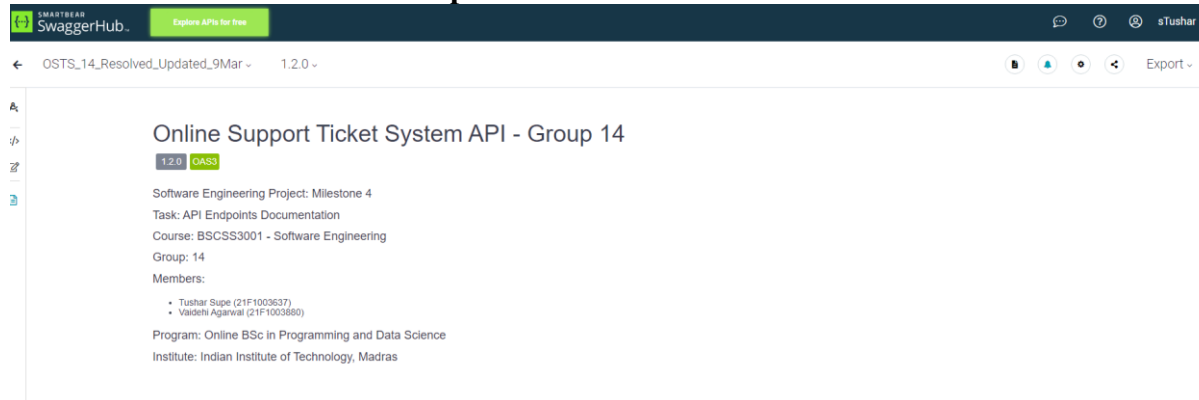 SMARTBEAR
SwaggerHub
Explore APIs for free
sTushar
OSTS_14_Resolved_Updated_9Mar
1.2.0
Export
Online Support Ticket System API - Group 14
1.2.0 OAS3
Software Engineering Project: Milestone 4
Task: API Endpoints Documentation
Course: BSCSS3001 - Software Engineering
Group: 14
Members:
• Tushar Supe (21F1003637)
• Vaidehi Agarwal (21F1003880)
Program: Online BSc in Programming and Data Science
Institute: Indian Institute of Technology, Madras